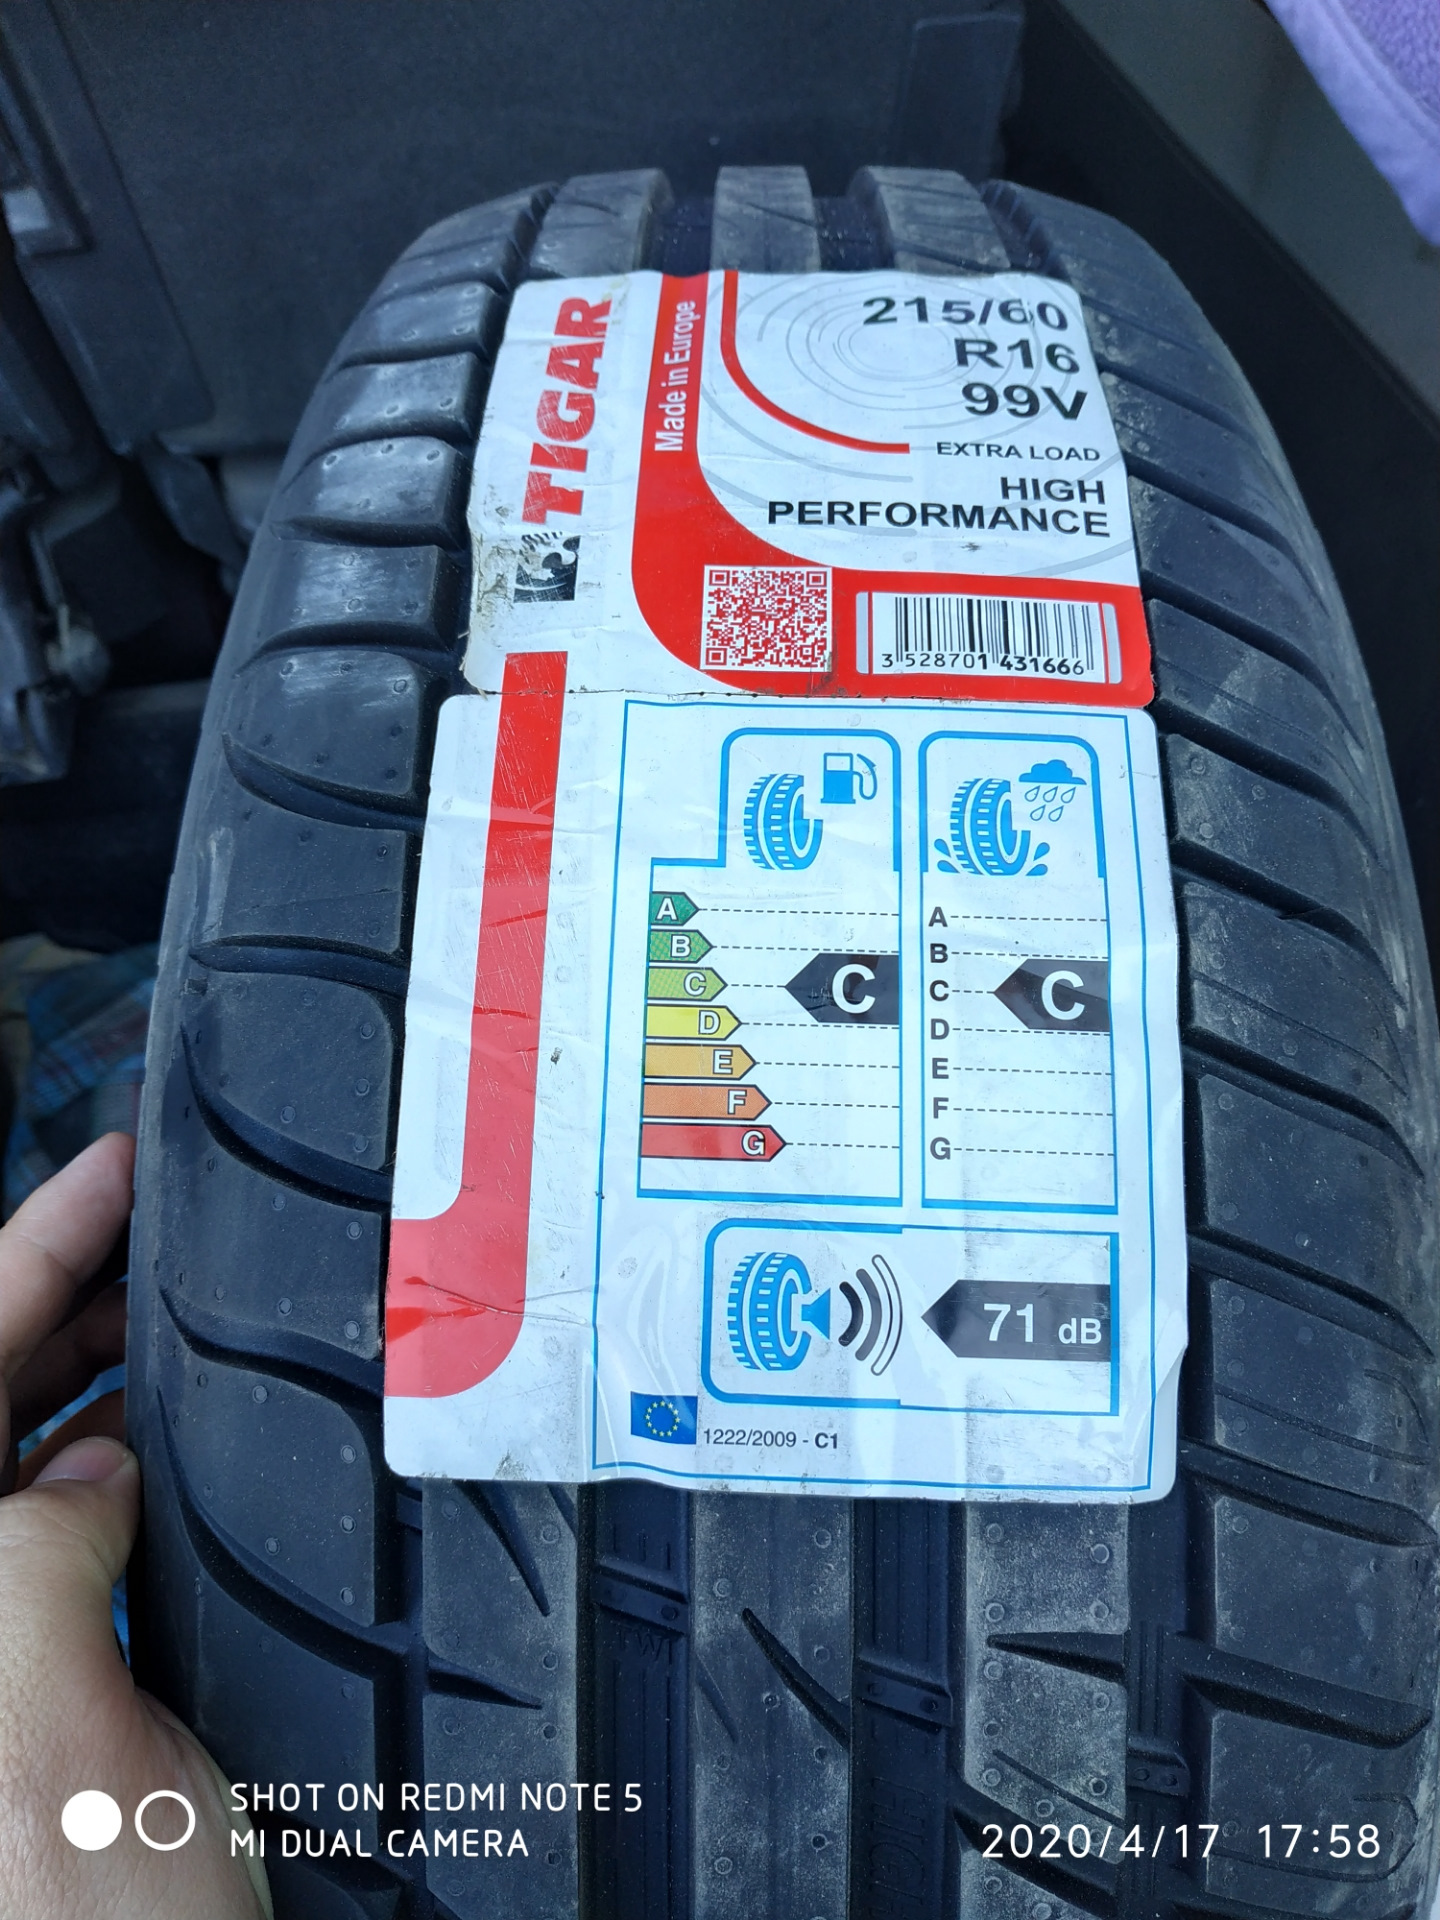 TIGAR
Made in Europe
215/60
R16
99V
EXTRA LOAD
HIGH
PERFORMANCE
3 528701 431666
A
B
C
D
E
F
G
C
A
B
C
D
E
F
G
C
71 dB
1222/2009 - C1
TWI
SHOT ON REDMI NOTE 5
MI DUAL CAMERA
2020/4/17 17:58